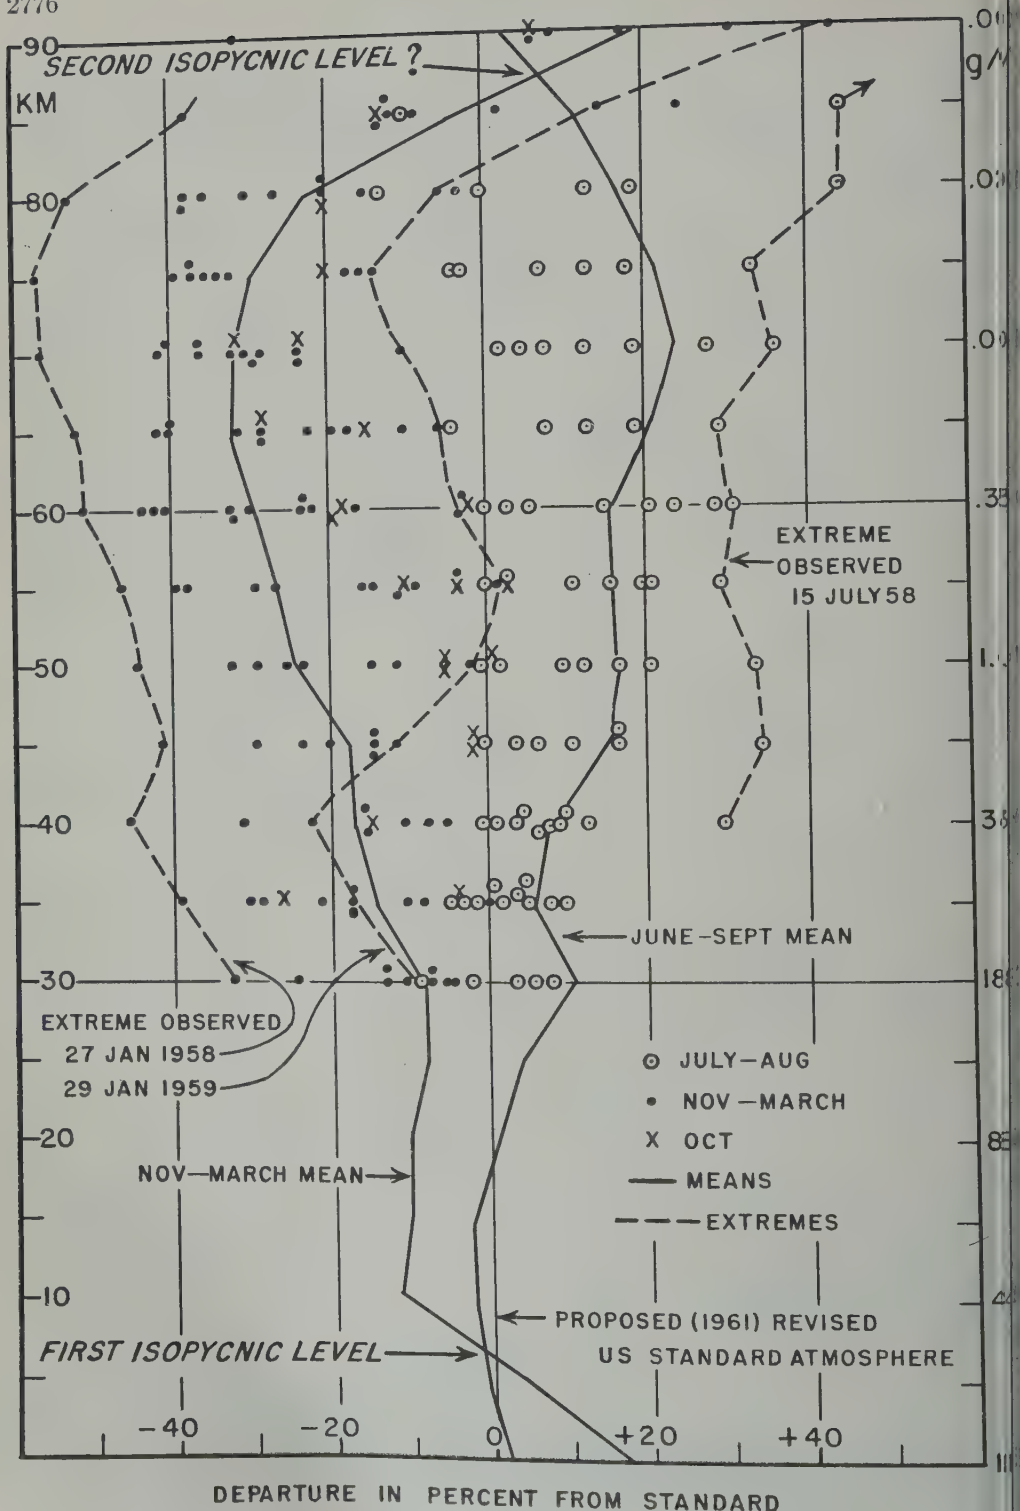 2776
90
SECOND ISOPYCNIC LEVEL ?
KM
g/
80
60
EXTREME
OBSERVED
15 JULY 58
50
40
JUNE-SEPT MEAN
30
EXTREME OBSERVED
27 JAN 1958
29 JAN 1959
⊙ JULY-AUG
• NOV-MARCH
X OCT
MEANS
EXTREMES
20
NOV-MARCH MEAN
10
PROPOSED (1961) REVISED
US STANDARD ATMOSPHERE
FIRST ISOPYCNIC LEVEL
-40 -20 0 +20 +40
DEPARTURE IN PERCENT FROM STANDARD